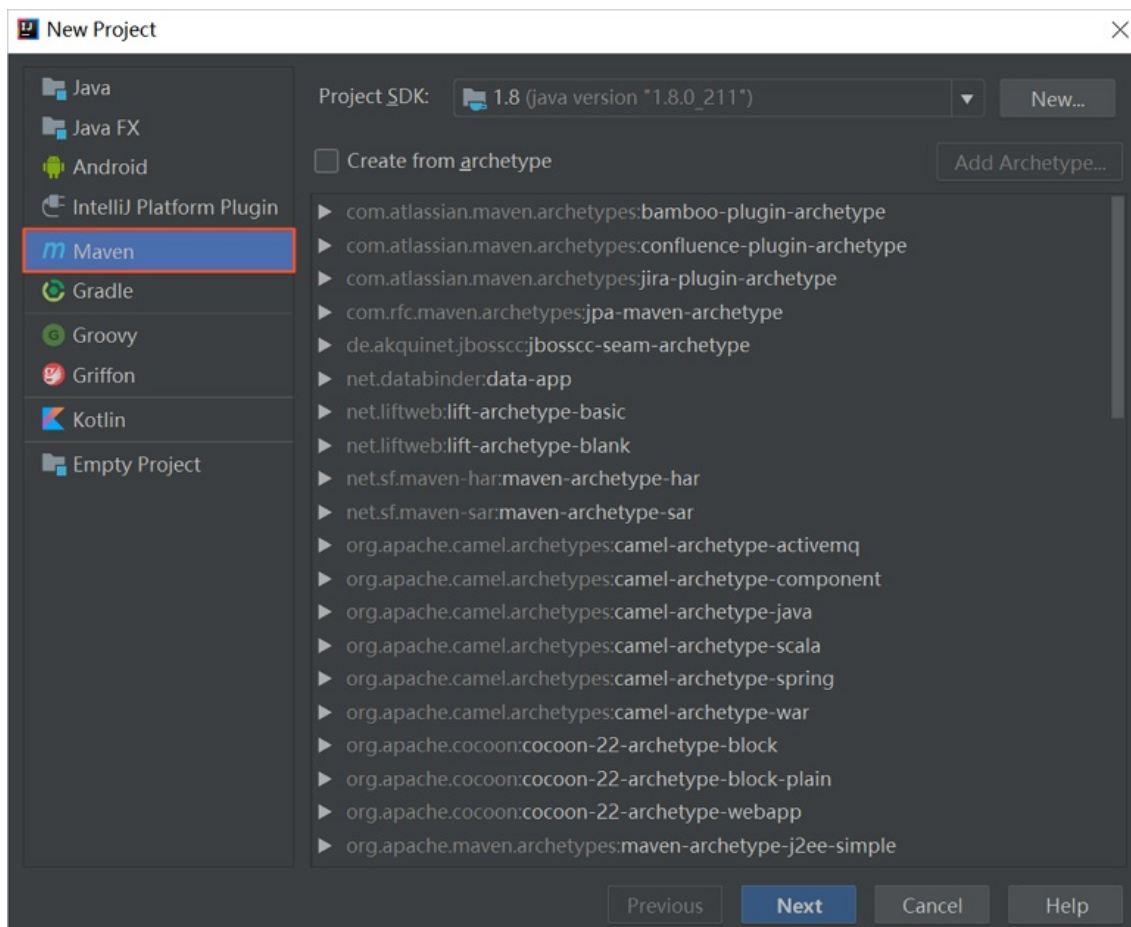 New Project
Java
Java FX
Android
IntelliJ Platform Plugin
Maven
Gradle
Groovy
Griffon
Kotlin
Empty Project
Project SDK: 1.8 (java version "1.8.0_211") New...
Create from archetype Add Archetype...
com.atlassian.maven.archetypes:bamboo-plugin-archetype
com.atlassian.maven.archetypes:confluence-plugin-archetype
com.atlassian.maven.archetypes:jira-plugin-archetype
com.rfc.maven.archetypes:jpa-maven-archetype
de.akquinet.jbosscc:jbosscc-seam-archetype
net.databinder:data-app
net.liftweb:lift-archetype-basic
net.liftweb:lift-archetype-blank
net.sf.maven-har:maven-archetype-har
net.sf.maven-sar:maven-archetype-sar
org.apache.camel.archetypes:camel-archetype-activemq
org.apache.camel.archetypes:camel-archetype-component
org.apache.camel.archetypes:camel-archetype-java
org.apache.camel.archetypes:camel-archetype-scala
org.apache.camel.archetypes:camel-archetype-spring
org.apache.camel.archetypes:camel-archetype-war
org.apache.cocoon:cocoon-22-archetype-block
org.apache.cocoon:cocoon-22-archetype-block-plain
org.apache.cocoon:cocoon-22-archetype-webapp
org.apache.maven.archetypes:maven-archetype-j2ee-simple
Previous Next Cancel Help